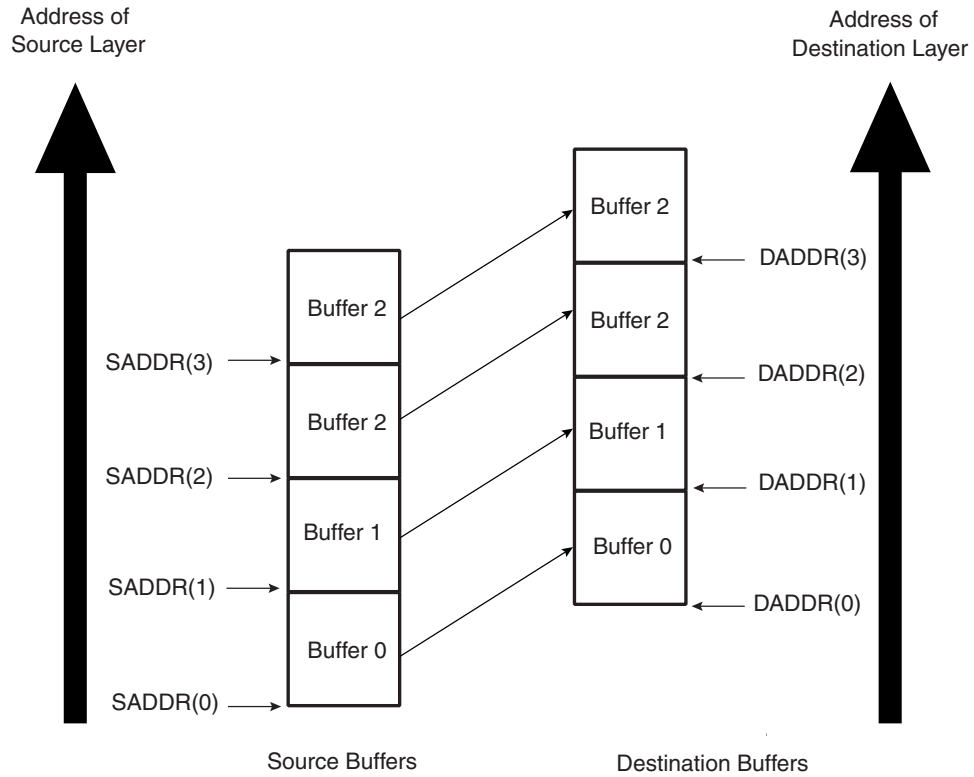 Address of
Source Layer
Address of
Destination Layer
Buffer 2
DADDR(3)
Buffer 2
Buffer 2
SADDR(3)
DADDR(2)
Buffer 2
Buffer 1
SADDR(2)
DADDR(1)
Buffer 1
Buffer 0
SADDR(1)
DADDR(0)
Buffer 0
SADDR(0)
Source Buffers
Destination Buffers